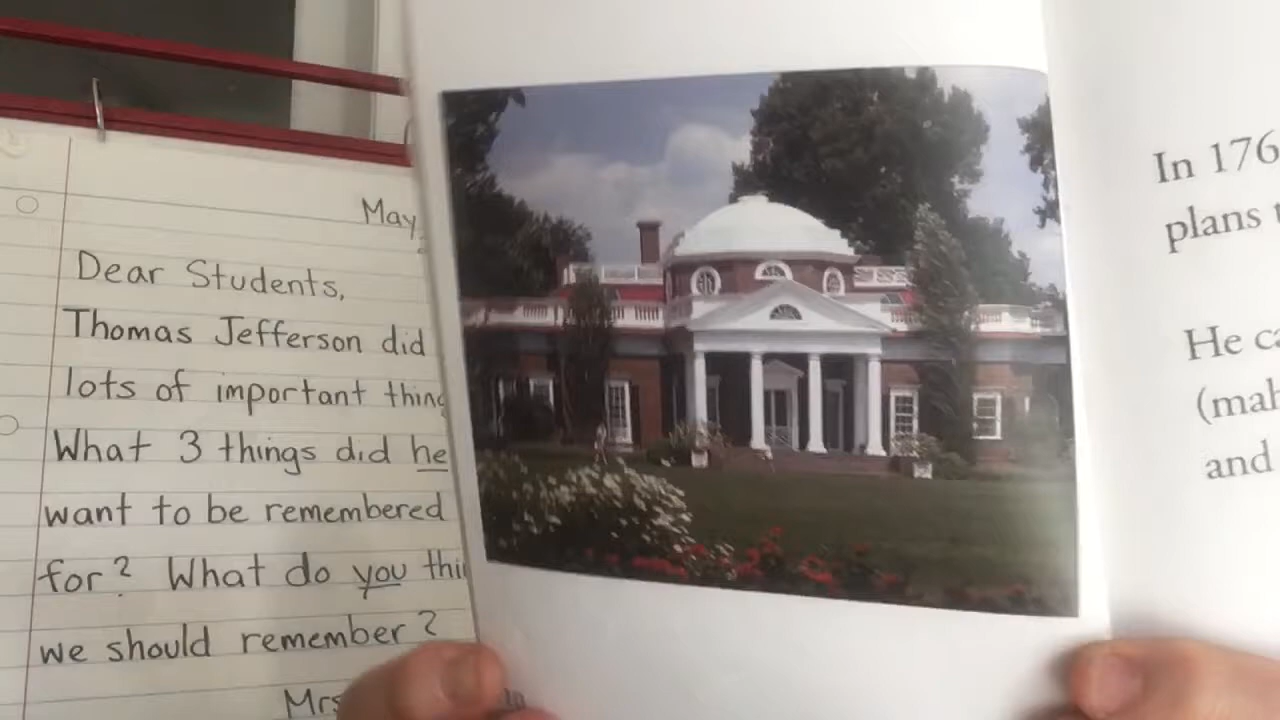 May,
Dear Students,
Thomas Jefferson did
lots of important thing
What 3 things did he
want to be remembered
for? What do you thi
we should remember?
Mrs
In 176
plans t
He ca
(mah
and